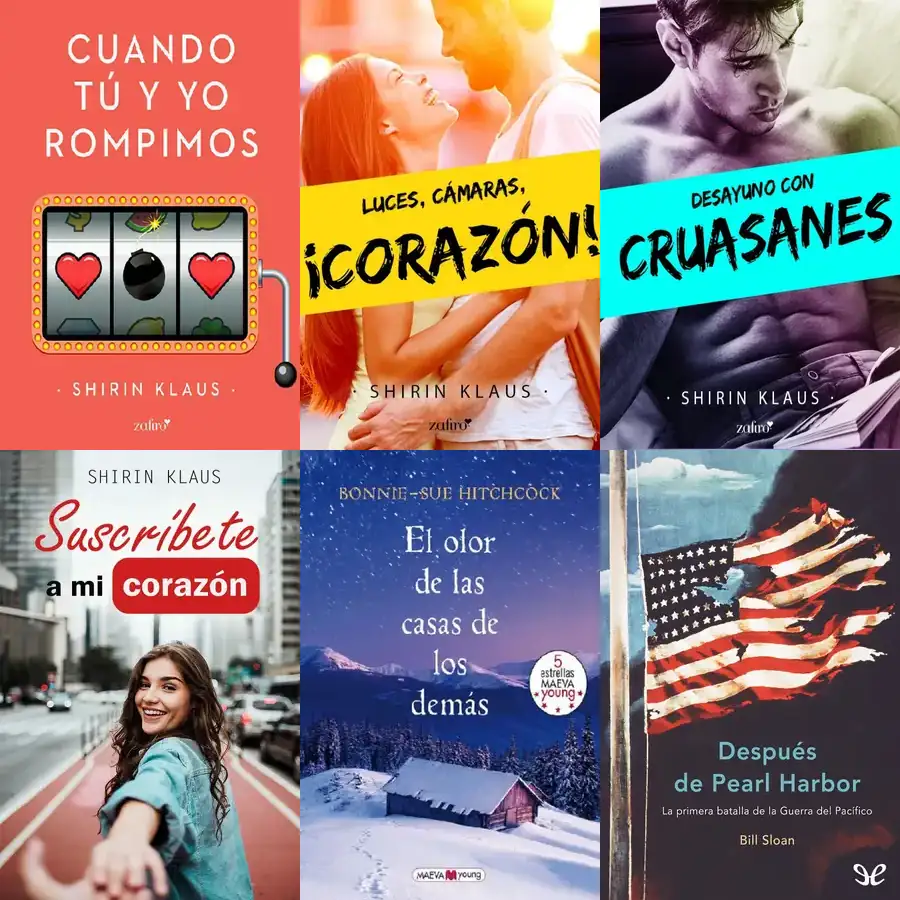 CUANDO
TÚ Y YO
ROMPIMOS
· SHIRIN KLAUS ·
zafiro
LUCES, CÁMARAS,
¡CORAZÓN!
· SHIRIN KLAUS ·
zafiro
DESAYUNO CON
CRUASANES
· SHIRIN KLAUS ·
zafiro
SHIRIN KLAUS
Suscríbete
a mi corazón
BONNIE-SUE HITCHCOCK
El olor
de las
casas de
los
demás
5
estrellas
MAEVA
young
MAEVA young
Después
de Pearl Harbor
La primera batalla de la Guerra del Pacífico
Bill Sloan